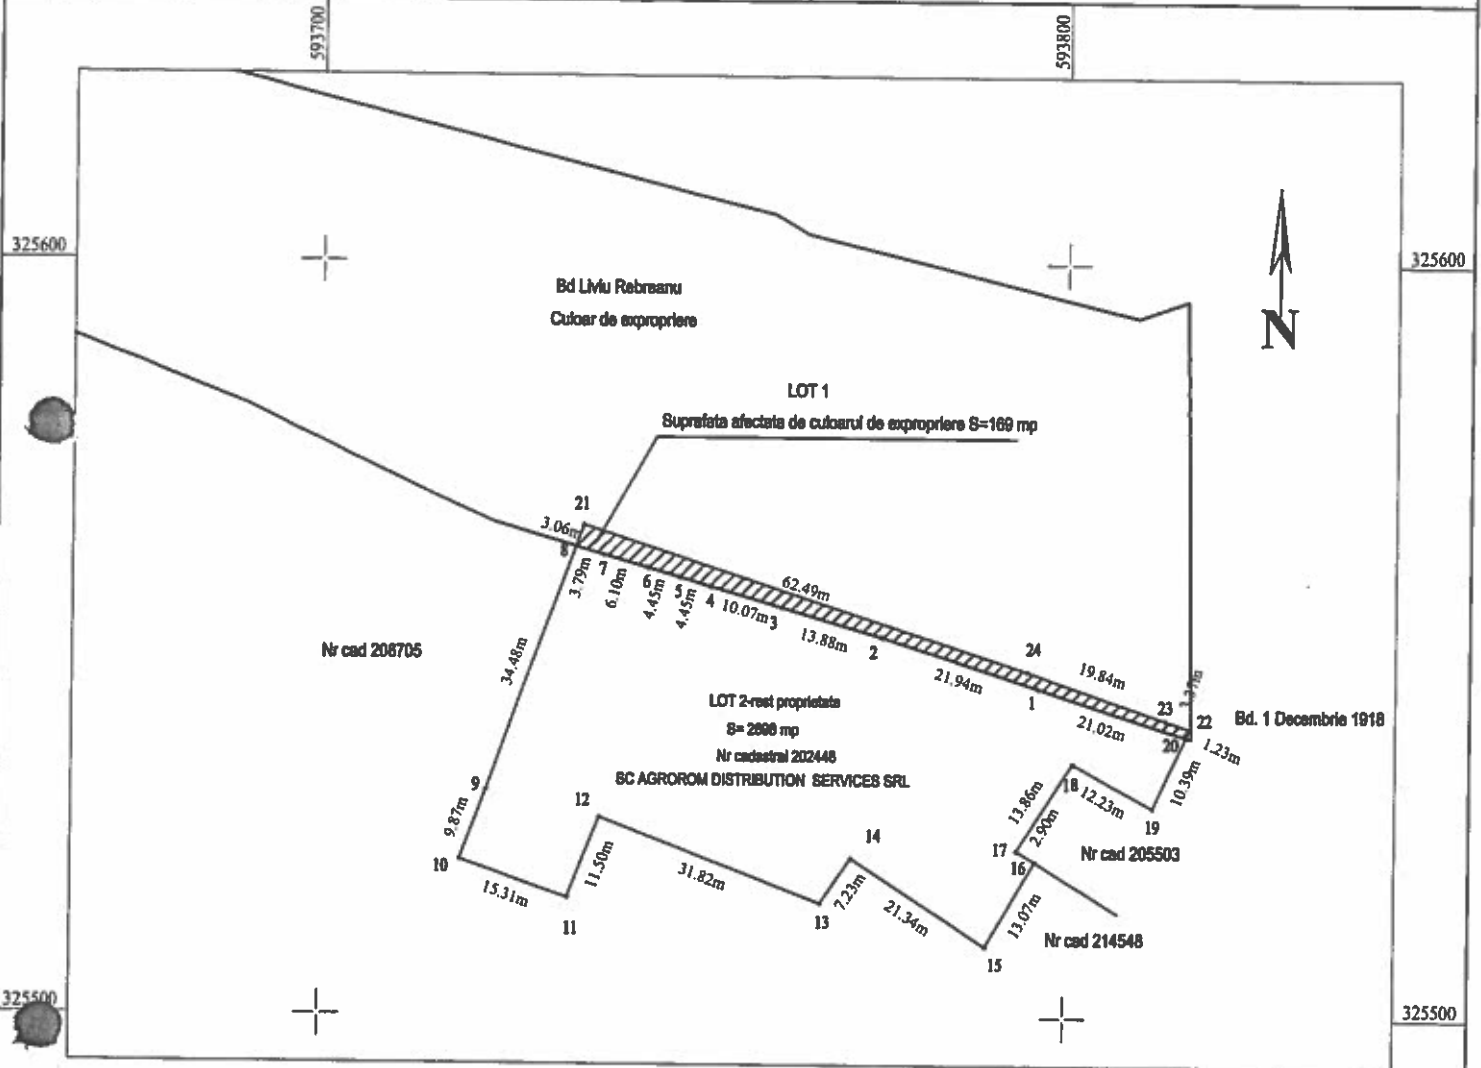 593700
593800
325600
325600
Bd Liviu Rebreanu
Culoar de expropriere
N
LOT 1
Suprafata afectata de culoarul de expropriere S=169 mp
21
3.06m
8
3.79m
7
6.10m
6
4.45m
5
4.45m
4
10.07m
3
62.49m
13.88m
2
21.94m
24
1
19.84m
21.02m
23
22
20
1.23m
Bd. 1 Decembrie 1918
10.39m
Nr cad 208705
34.48m
LOT 2-rest proprietate
S= 2698 mp
Nr cadastral 202448
SC AGROROM DISTRIBUTION SERVICES SRL
9
9.87m
10
15.31m
11
11.50m
12
31.82m
13
7.23m
14
21.34m
15
13.07m
16
17
2.90m
13.86m
18
12.23m
19
Nr cad 205503
Nr cad 214548
325500
325500